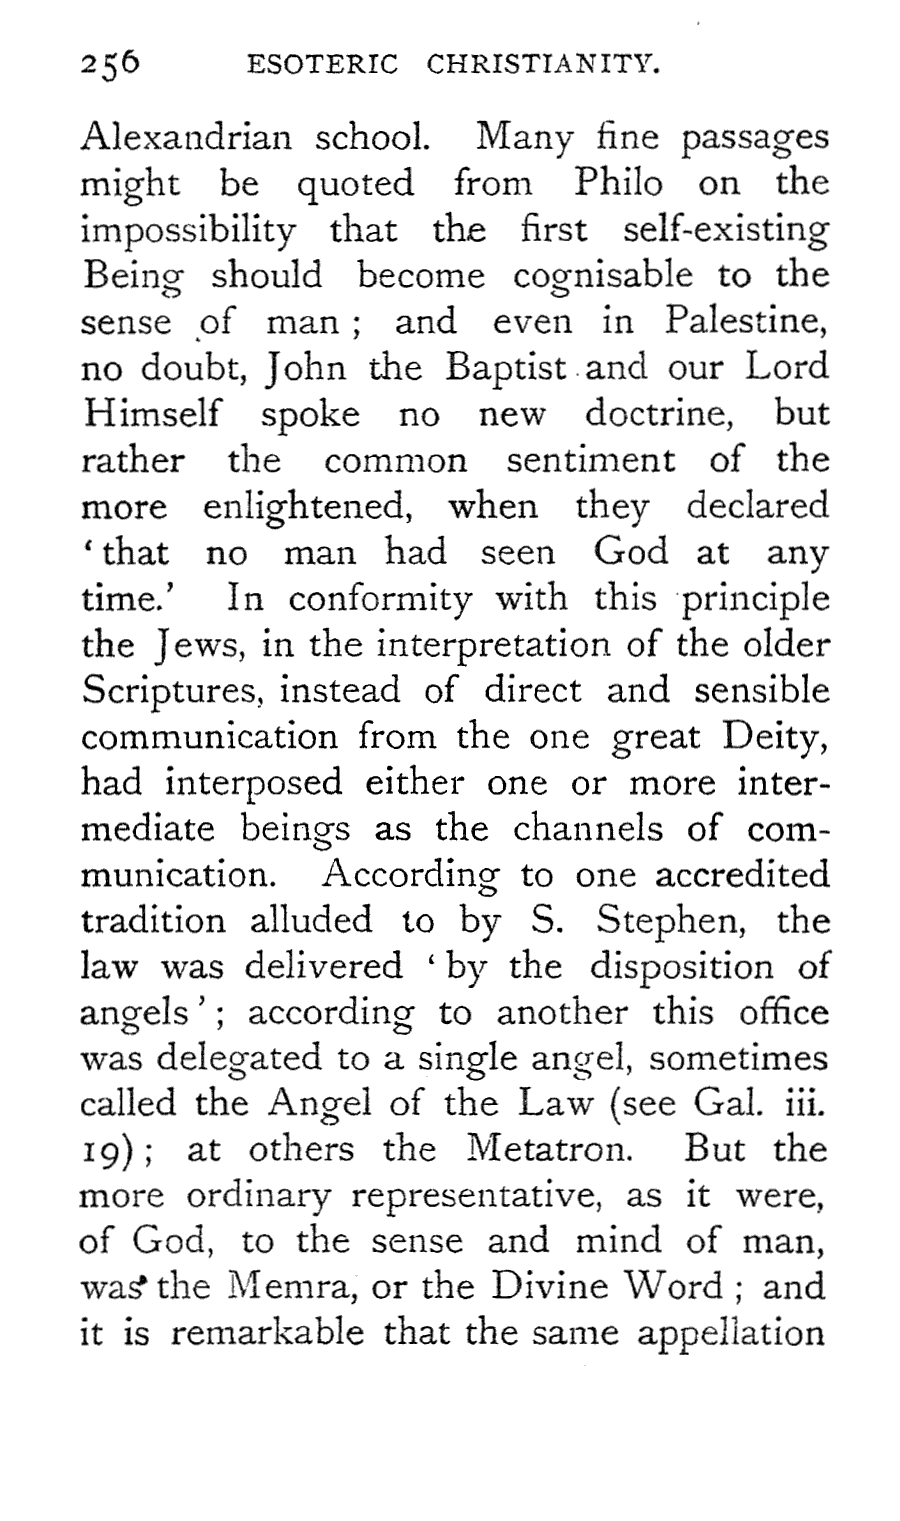 256 ESOTERIC CHRISTIANITY.
Alexandrian school. Many fine passages
might be quoted from Philo on the
impossibility that the first self-existing
Being should become cognisable to the
sense of man ; and even in Palestine,
no doubt, John the Baptist and our Lord
Himself spoke no new doctrine, but
rather the common sentiment of the
more enlightened, when they declared
‘ that no man had seen God at any
time.’ In conformity with this principle
the Jews, in the interpretation of the older
Scriptures, instead of direct and sensible
communication from the one great Deity,
had interposed either one or more inter-
mediate beings as the channels of com-
munication. According to one accredited
tradition alluded to by S. Stephen, the
law was delivered ‘ by the disposition of
angels ’ ; according to another this office
was delegated to a single angel, sometimes
called the Angel of the Law (see Gal. iii.
19) ; at others the Metatron. But the
more ordinary representative, as it were,
of God, to the sense and mind of man,
was the Memra, or the Divine Word ; and
it is remarkable that the same appellation